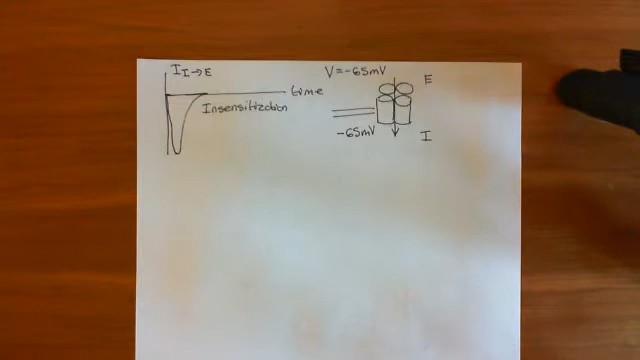 I I→E
time
Insensitization
V=-65mV
E
-65mV
I